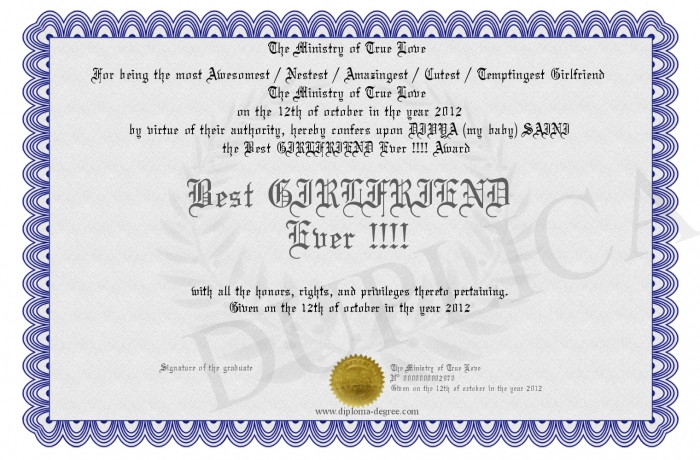 The Ministry of True Love
For being the most Awesomest / Nestest / Amazingest / Cutest / Temptingest Girlfriend
The Ministry of True Love
on the 12th of october in the year 2012
by virtue of their authority, hereby confers upon DIVYA (my baby) SAINI
the Best GIRLFRIEND Ever !!!! Award
Best GIRLFRIEND
Ever !!!!
with all the honors, rights, and privileges thereto pertaining.
Given on the 12th of october in the year 2012
Signature of the graduate
The Ministry of True Love
N°
Given on the 12th of october in the year 2012
www.diploma-degree.com
DUPLICA